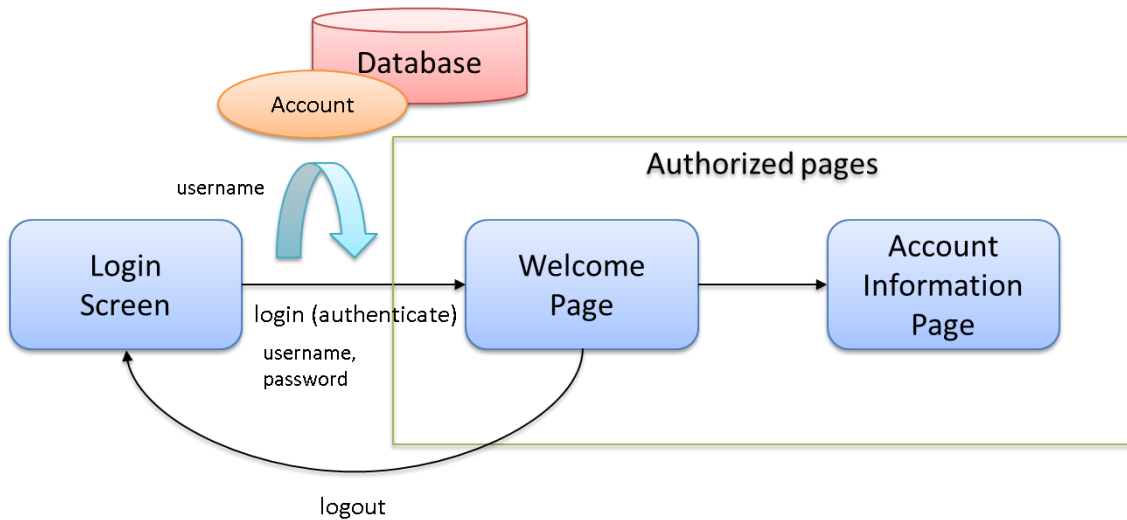 Database
Account
Authorized pages
username
Login
Screen
Welcome
Page
Account
Information
Page
login (authenticate)
username,
password
logout